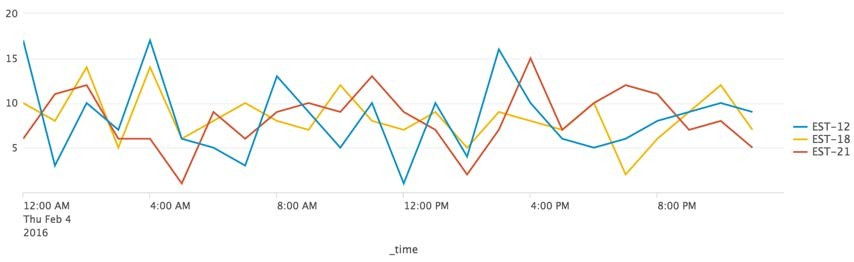 20
15
10
5
EST-12
EST-18
EST-21
12:00 AM 4:00 AM 8:00 AM 12:00 PM 4:00 PM 8:00 PM
Thu Feb 4
2016
_time